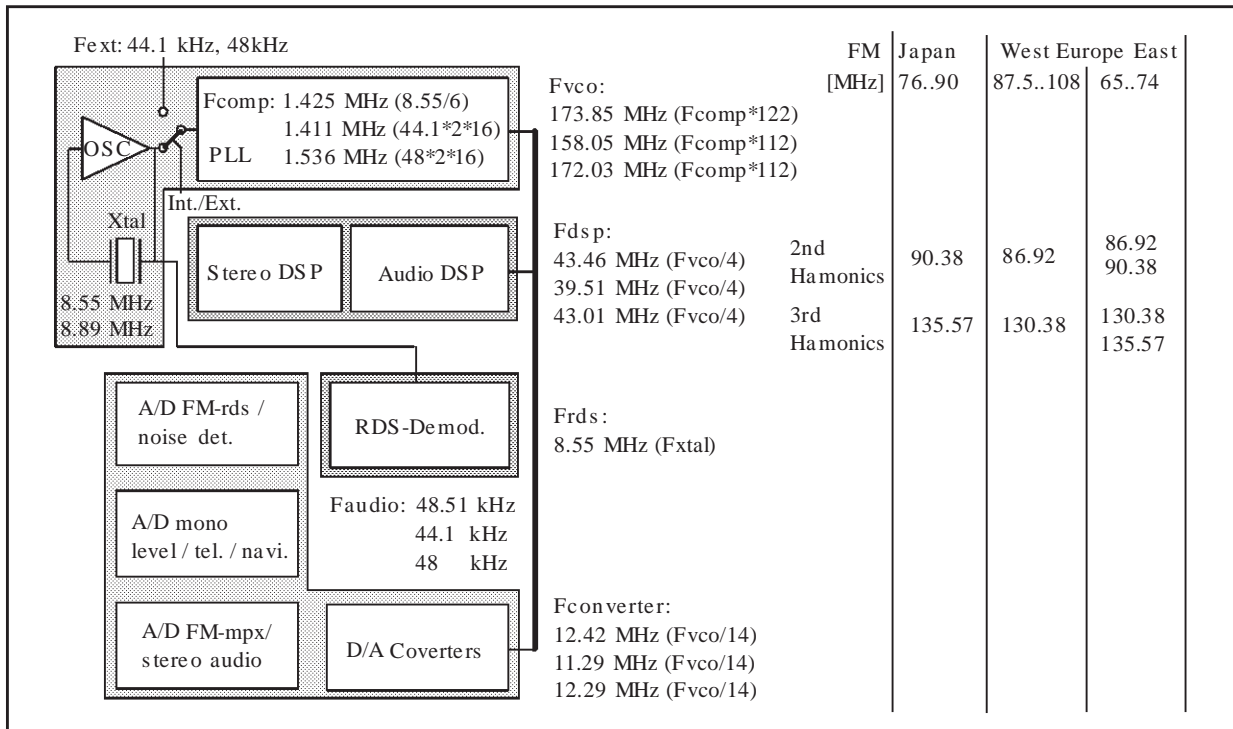 Fext: 44.1 kHz, 48kHz
Fcomp: 1.425 MHz (8.55/6)
1.411 MHz (44.1*2*16)
PLL 1.536 MHz (48*2*16)
OSC
Int./Ext.
Xtal
8.55 MHz
8.89 MHz
Stereo DSP
Audio DSP
A/D FM-rds /
noise det.
RDS-Demod.
A/D mono
level / tel. / navi.
Faudio: 48.51 kHz
44.1 kHz
48 kHz
A/D FM-mpx/
stereo audio
D/A Coverters
Fvco:
173.85 MHz (Fcomp*122)
158.05 MHz (Fcomp*112)
172.03 MHz (Fcomp*112)
Fdsp:
43.46 MHz (Fvco/4)
39.51 MHz (Fvco/4)
43.01 MHz (Fvco/4)
Frds:
8.55 MHz (Fxtal)
Fconverter:
12.42 MHz (Fvco/14)
11.29 MHz (Fvco/14)
12.29 MHz (Fvco/14)
FM Japan West Europe East
[MHz] 76..90 87.5..108 65..74
2nd
Hamonics
90.38
86.92
86.92
90.38
3rd
Hamonics
135.57
130.38
130.38
135.57